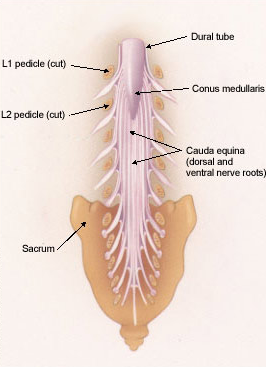 Dural tube
L1 pedicle (cut)
Conus medullaris
L2 pedicle (cut)
Cauda equina
(dorsal and
ventral nerve roots)
Sacrum